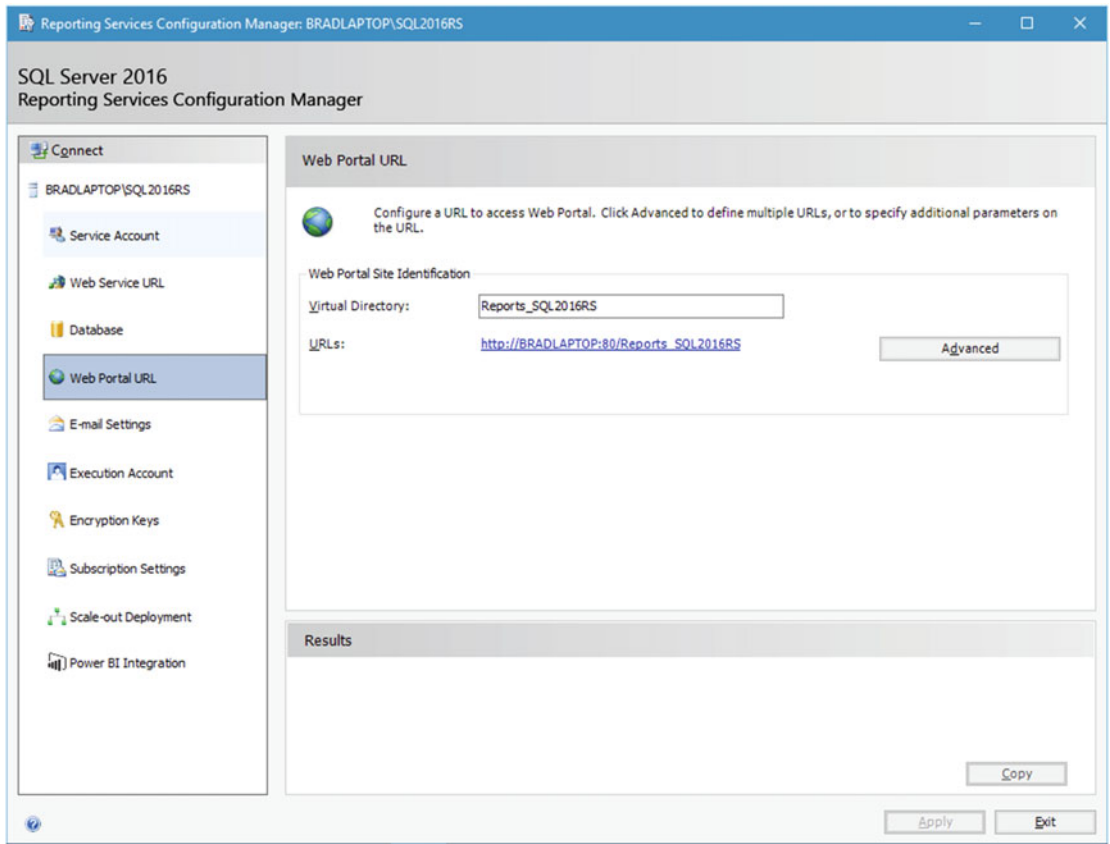 Reporting Services Configuration Manager: BRADLAPTOP\SQL2016RS
SQL Server 2016
Reporting Services Configuration Manager
Connect
BRADLAPTOP\SQL2016RS
Service Account
Web Service URL
Database
Web Portal URL
E-mail Settings
Execution Account
Encryption Keys
Subscription Settings
Scale-out Deployment
Power BI Integration
Web Portal URL
Configure a URL to access Web Portal. Click Advanced to define multiple URLs, or to specify additional parameters on
the URL.
Web Portal Site Identification
Virtual Directory: Reports_SQL2016RS
URLs: http://BRADLAPTOP:80/Reports_SQL2016RS Advanced
Results
Copy
Apply Exit